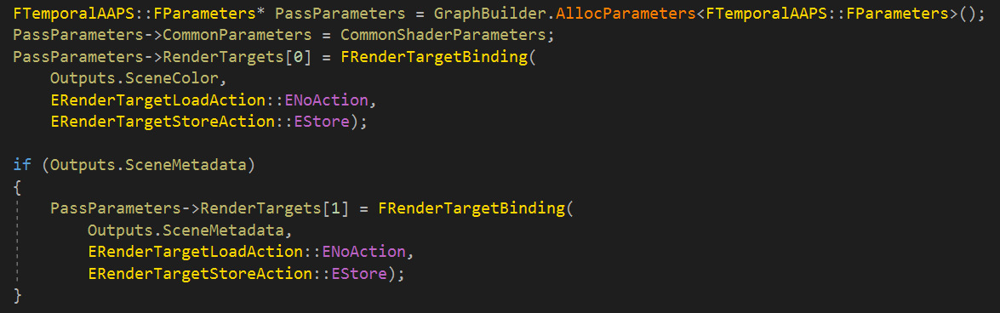 FTemporalAAPS::FParameters* PassParameters = GraphBuilder.AllocParameters<FTemporalAAPS::FParameters>();
PassParameters->CommonParameters = CommonShaderParameters;
PassParameters->RenderTargets[0] = FRenderTargetBinding(
    Outputs.SceneColor,
    ERenderTargetLoadAction::ENoAction,
    ERenderTargetStoreAction::EStore);

if (Outputs.SceneMetadata)
{
    PassParameters->RenderTargets[1] = FRenderTargetBinding(
        Outputs.SceneMetadata,
        ERenderTargetLoadAction::ENoAction,
        ERenderTargetStoreAction::EStore);
}